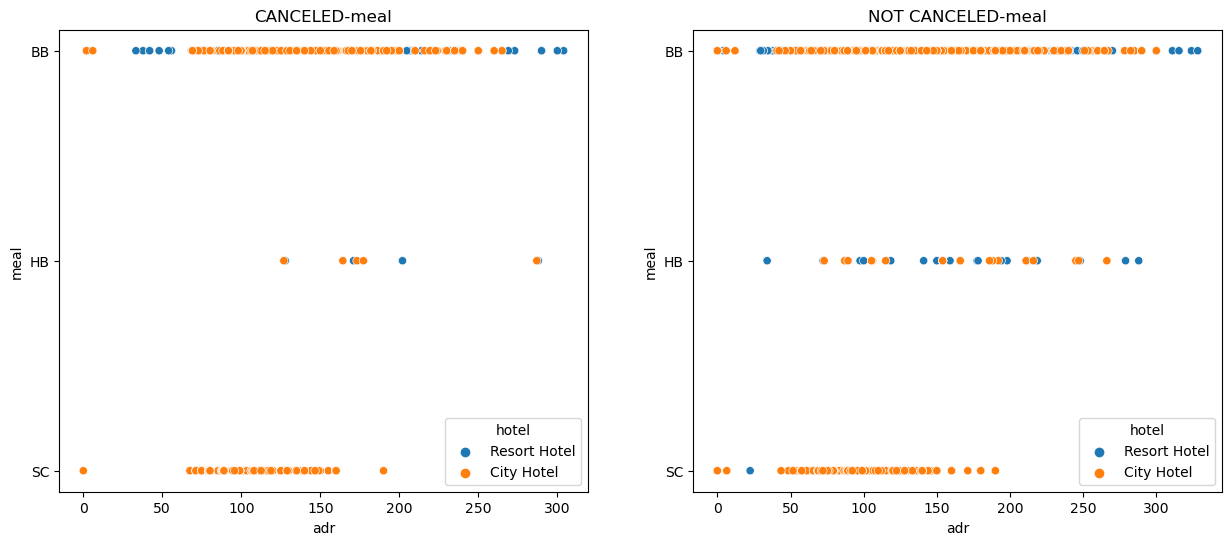 CANCELED-meal
BB
HB
SC
meal
0 50 100 150 200 250 300
adr
hotel
Resort Hotel
City Hotel
NOT CANCELED-meal
BB
HB
SC
meal
0 50 100 150 200 250 300
adr
hotel
Resort Hotel
City Hotel